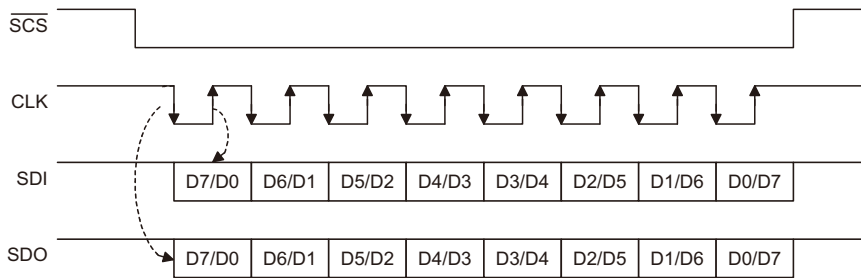 SCS
CLK
SDI
D7/D0 D6/D1 D5/D2 D4/D3 D3/D4 D2/D5 D1/D6 D0/D7
SDO
D7/D0 D6/D1 D5/D2 D4/D3 D3/D4 D2/D5 D1/D6 D0/D7